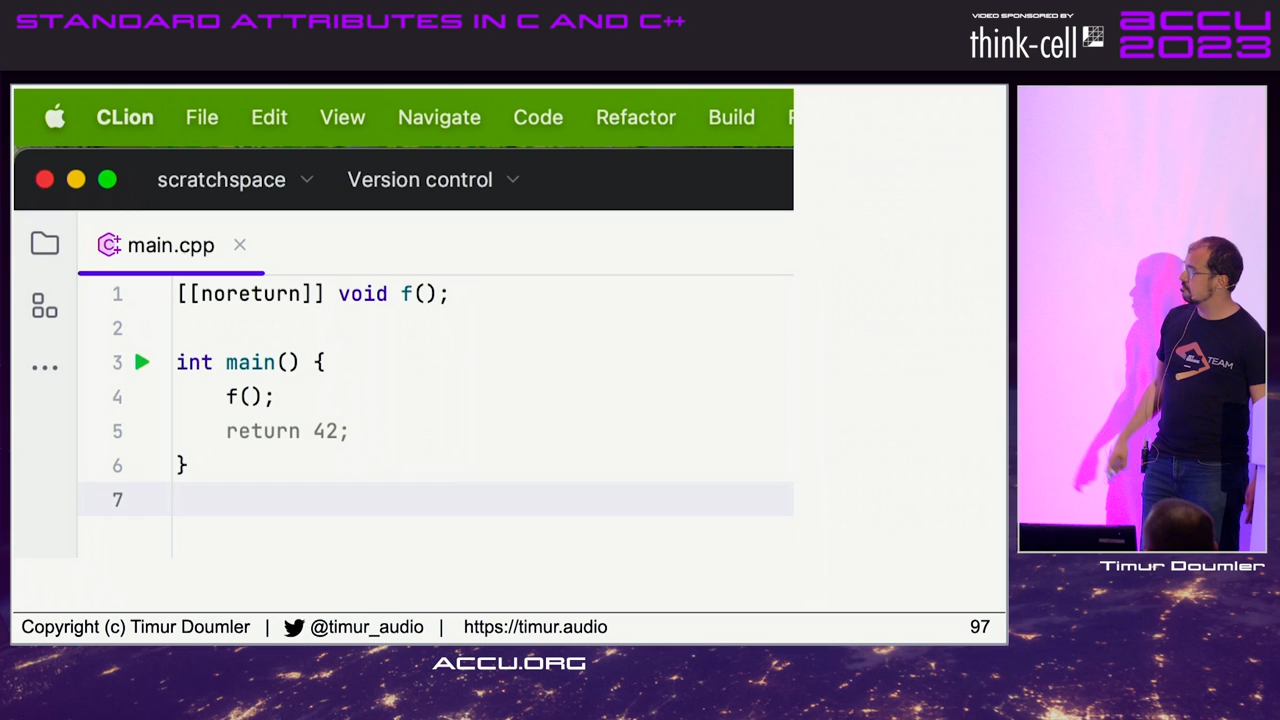 STANDARD ATTRIBUTES IN C AND C++
VIDEO SPONSORED BY
think-cell
ACCU
2023
CLion File Edit View Navigate Code Refactor Build
scratchspace Version control
main.cpp
1 [[noreturn]] void f();
2
3 int main() {
4 f();
5 return 42;
6 }
7
TEAM
Timur Doumler
Copyright (c) Timur Doumler | @timur_audio | https://timur.audio 97
ACCU.ORG